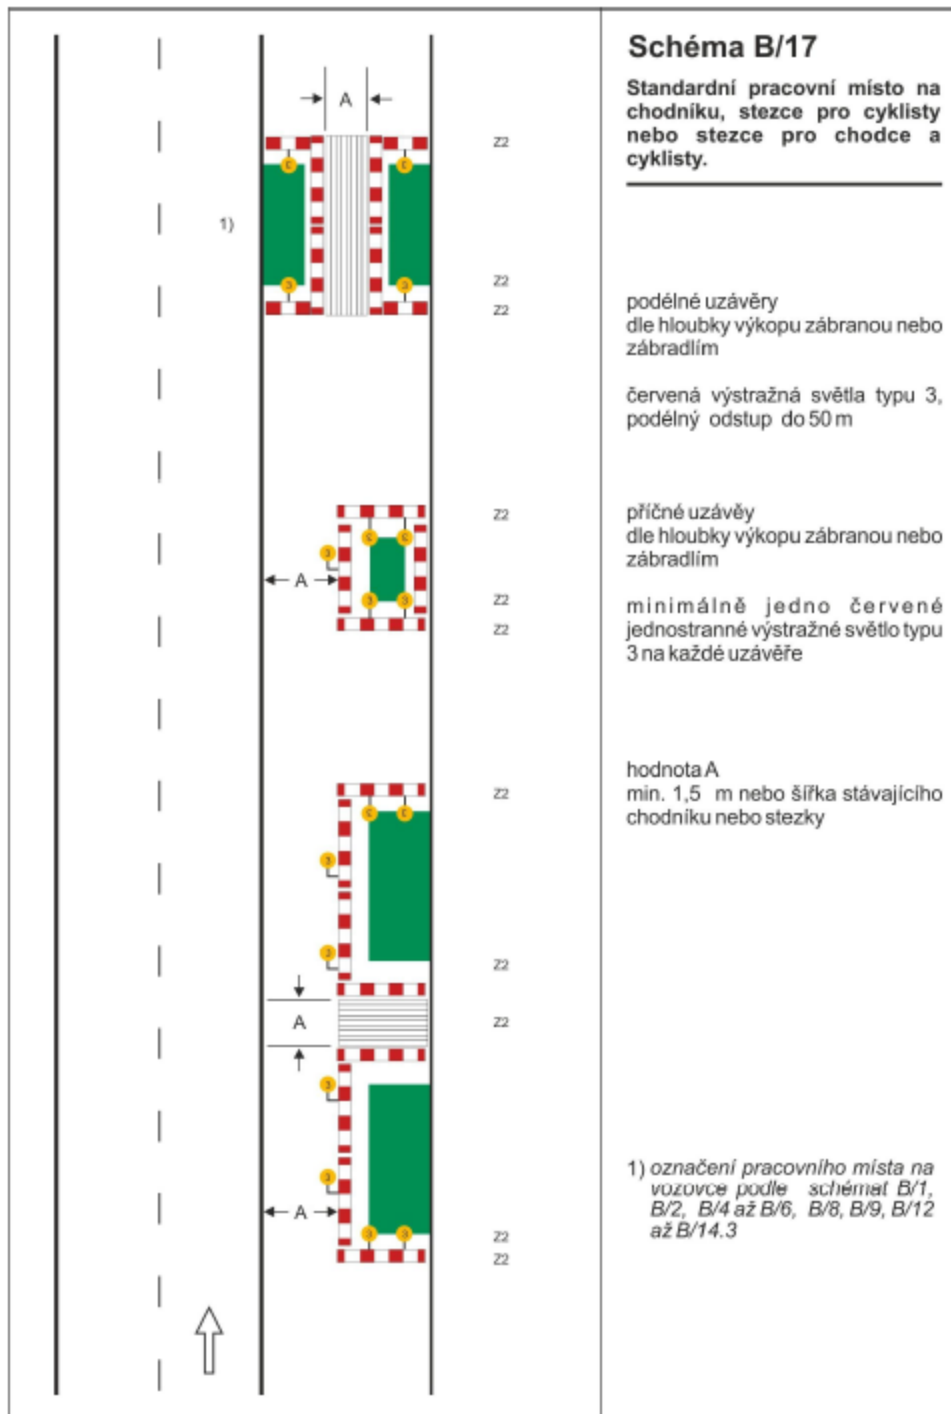 Schéma B/17
Standardní pracovní místo na
chodníku, stezce pro cyklisty
nebo stezce pro chodce a
cyklisty.
A
Z2
1)
Z2
Z2
podélné uzávěry
dle hloubky výkopu zábranou nebo
zábradlím
červená výstražná světla typu 3,
podélný odstup do 50 m
Z2
příčné uzávěy
dle hloubky výkopu zábranou nebo
zábradlím
A
Z2
Z2
minimálně jedno červené
jednostranné výstražné světlo typu
3 na každé uzávěře
hodnota A
min. 1,5 m nebo šířka stávajícího
chodníku nebo stezky
Z2
Z2
A
Z2
A
Z2
Z2
1) označení pracovního místa na
vozovce podle schémat B/1,
B/2, B/4 až B/6, B/8, B/9, B/12
až B/14.3